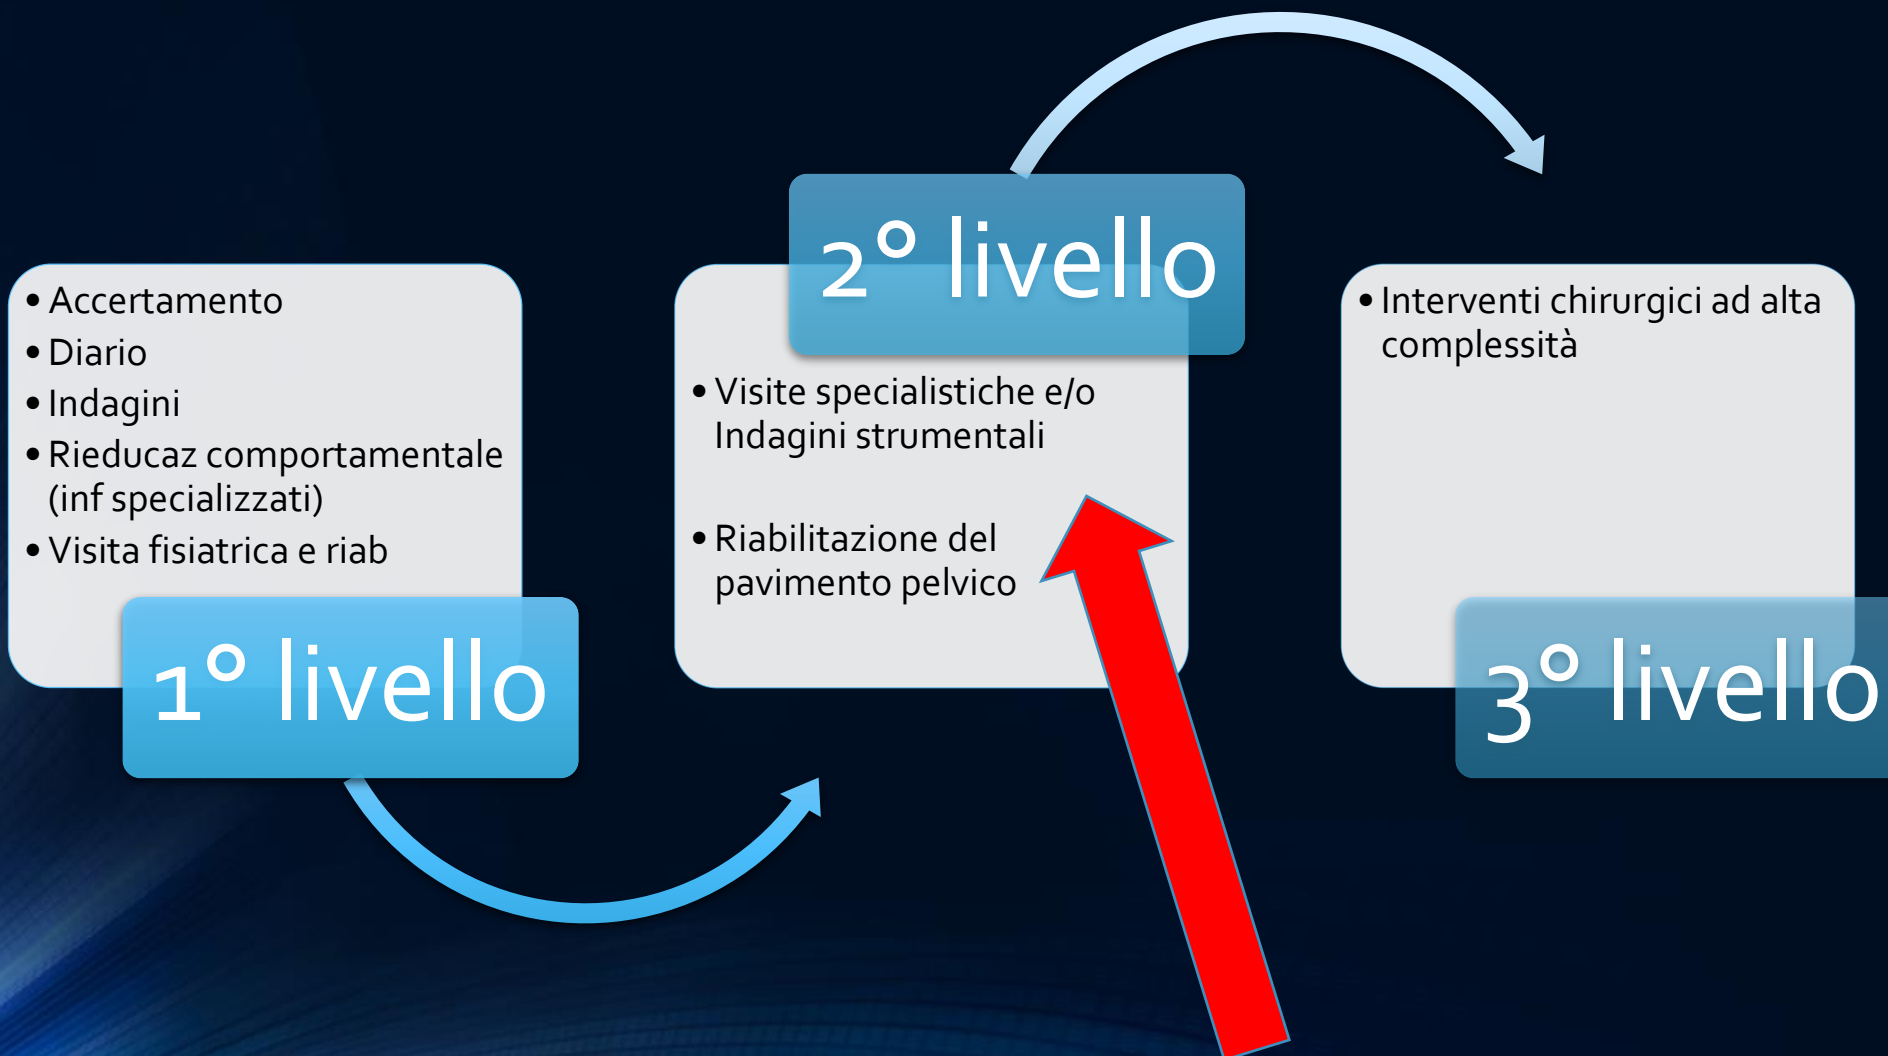 • Accertamento
• Diario
• Indagini
• Rieducaz comportamentale
(inf specializzati)
• Visita fisiatrica e riab
1° livello
2° livello
• Visite specialistiche e/o
Indagini strumentali
• Riabilitazione del
pavimento pelvico
• Interventi chirurgici ad alta
complessità
3° livello